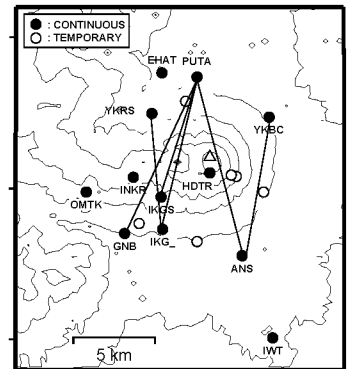 ● : CONTINUOUS
○ : TEMPORARY
EHAT
PUTA
YKRS
YKBC
INKR
HDTR
OMTK
IKGS
GNB
IKG_
ANS
5 km
IWT